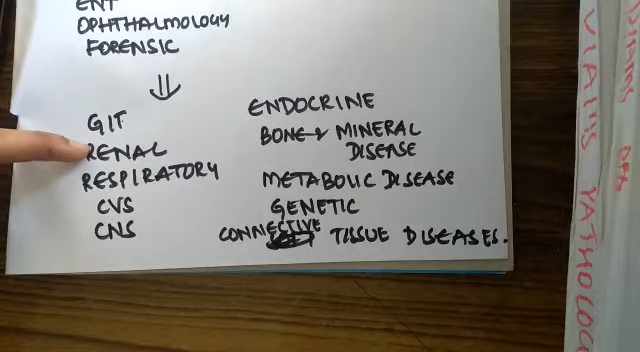 ENT
OPHTHALMOLOGY
FORENSIC
GIT
RENAL
RESPIRATORY
CVS
CNS
ENDOCRINE
BONE & MINERAL
DISEASE
METABOLIC DISEASE
GENETIC
CONNECTIVE TISSUE DISEASES.